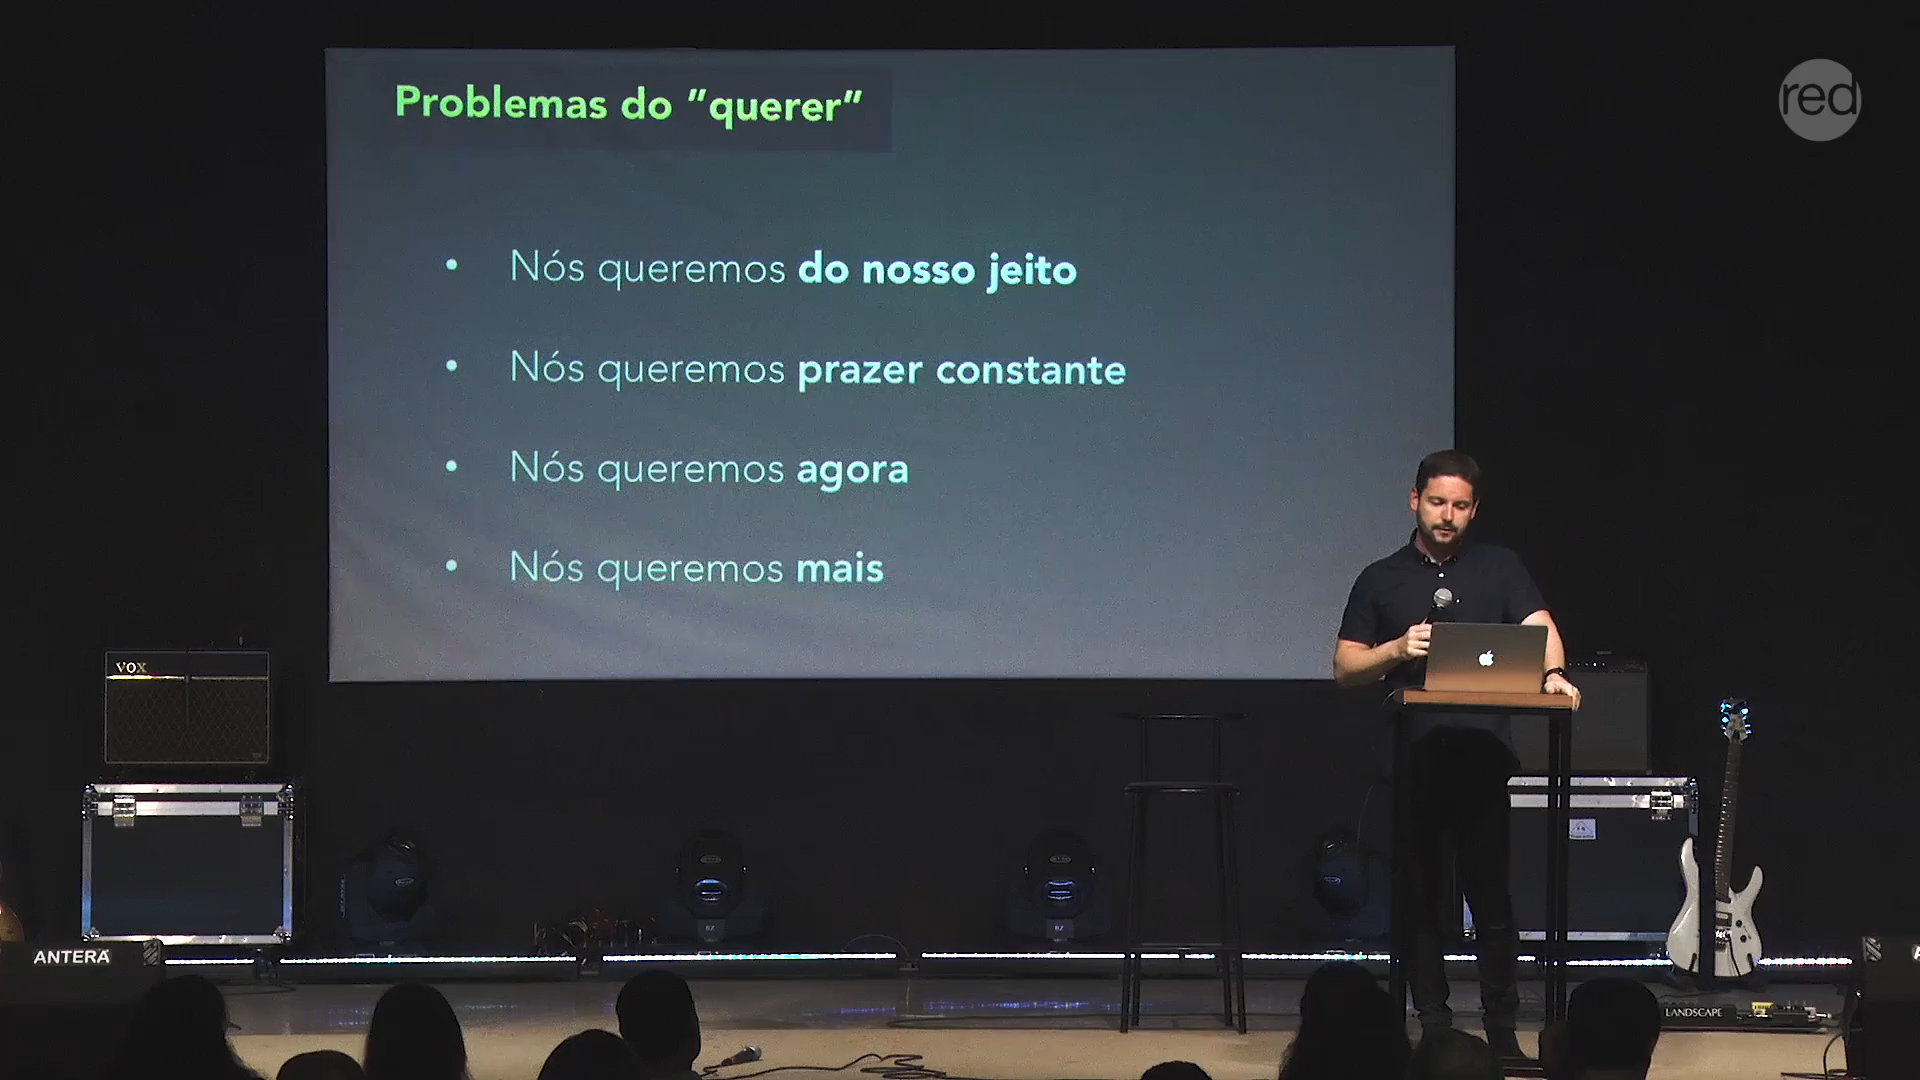 Problemas do ”querer”
red
• Nós queremos do nosso jeito
• Nós queremos prazer constante
• Nós queremos agora
• Nós queremos mais
VOX
ANTERA
LANDSCAPE